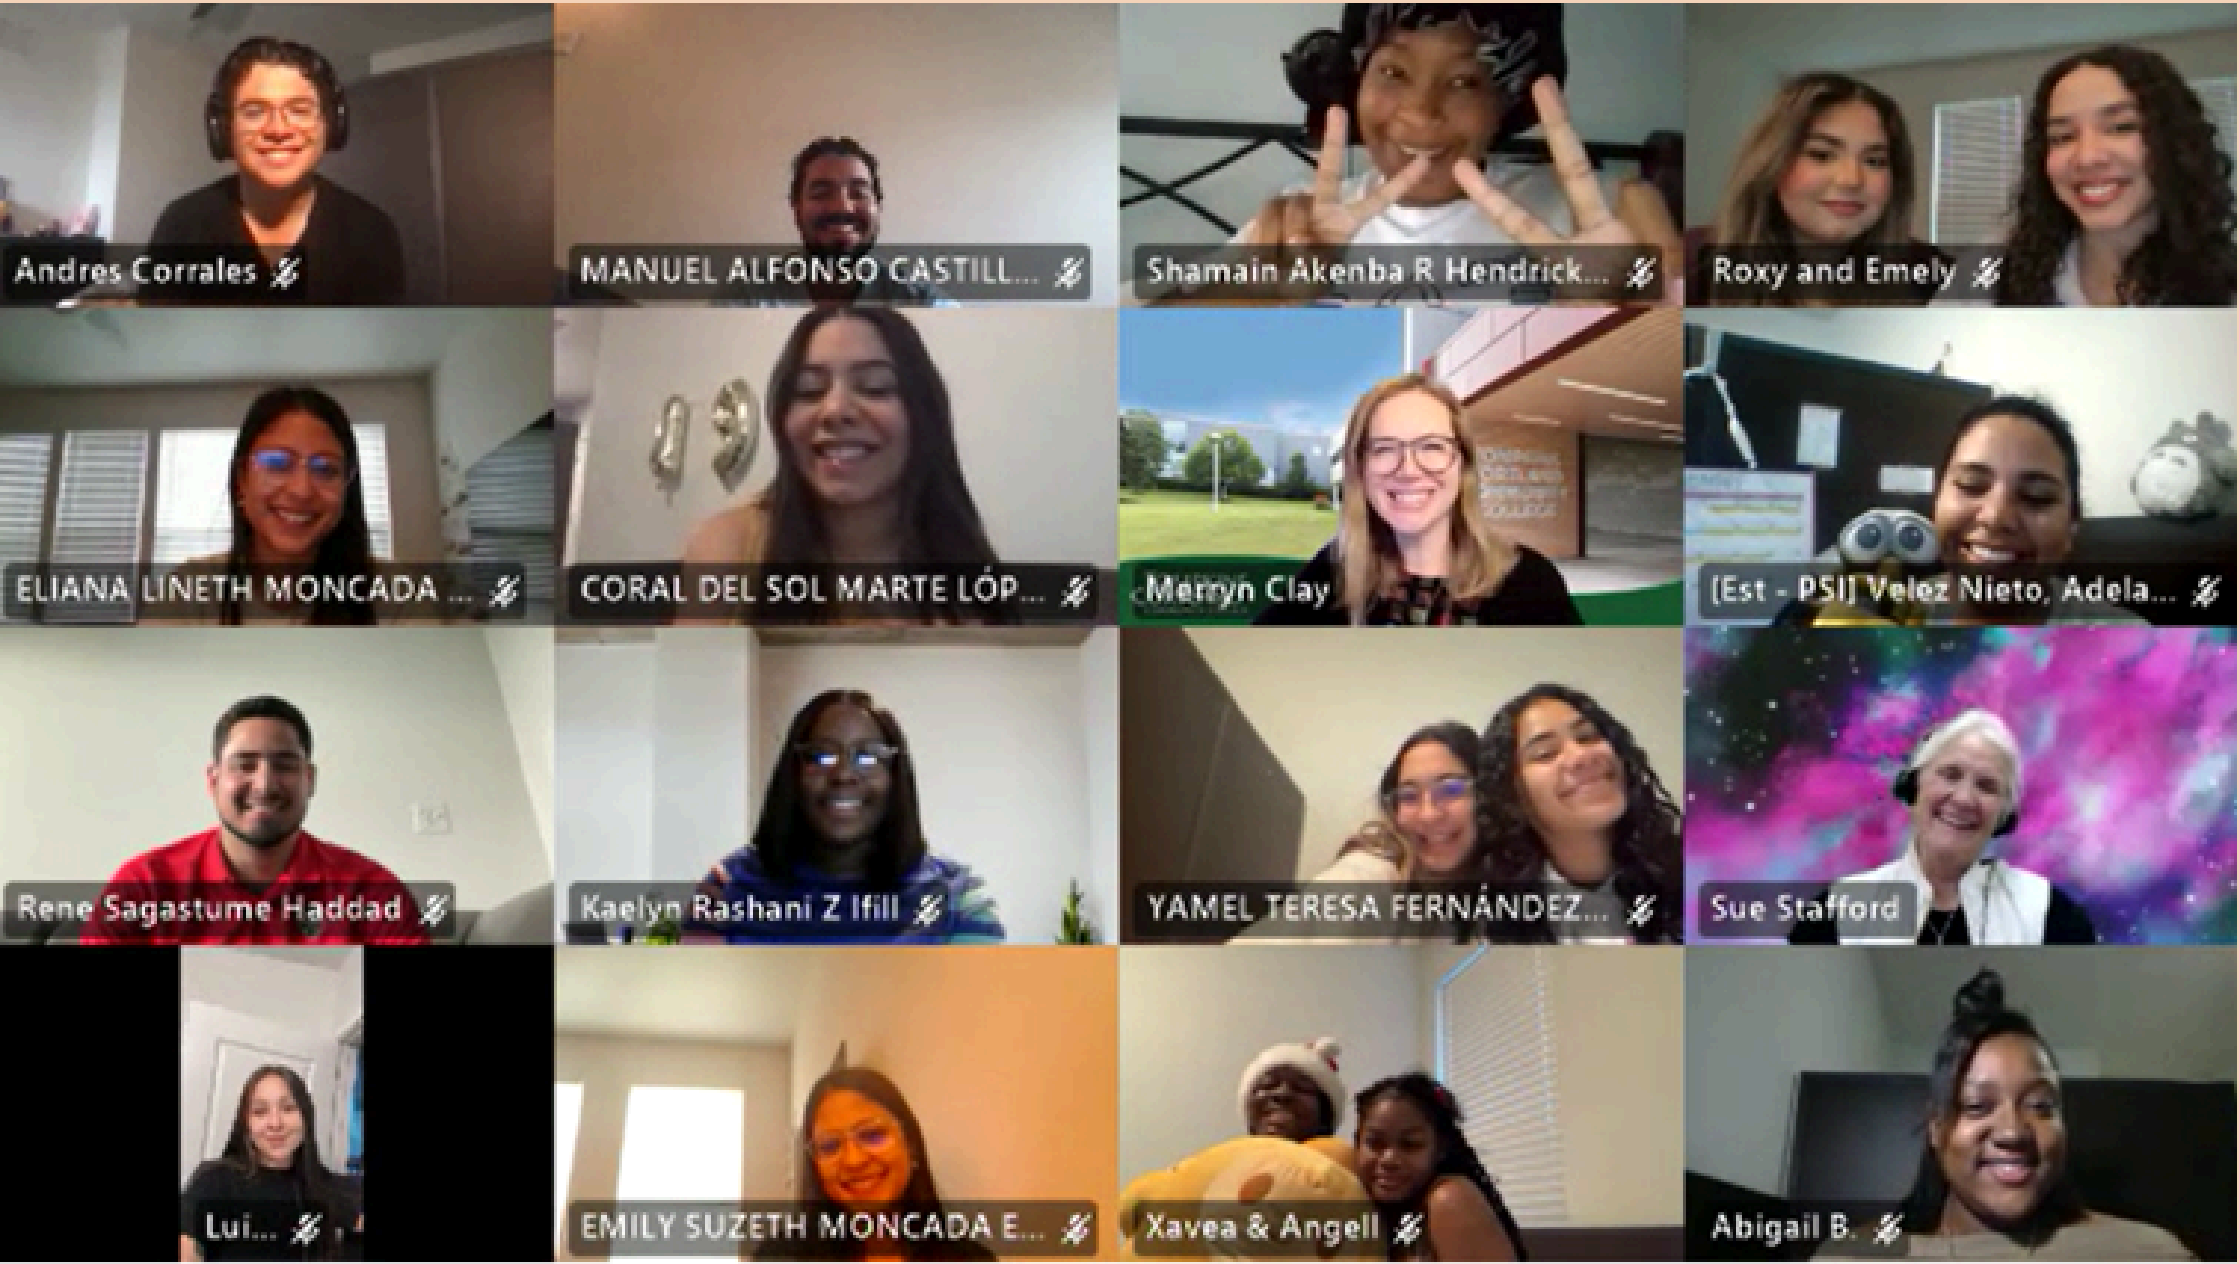 Andres Corrales
MANUEL ALFONSO CASTILL...
Shamain Akenba R Hendrick...
Roxy and Emely
ELIANA LINETH MONCADA ...
CORAL DEL SOL MARTE LÓP...
19
Merryn Clay
[Est - PSI] Velez Nieto, Adela...
Rene Sagastume Haddad
Kaelyn Rashani Z Ifill
YAMEL TERESA FERNÁNDEZ...
Sue Stafford
Lui...
EMILY SUZETH MONCADA E...
Xavea & Angell
Abigail B.